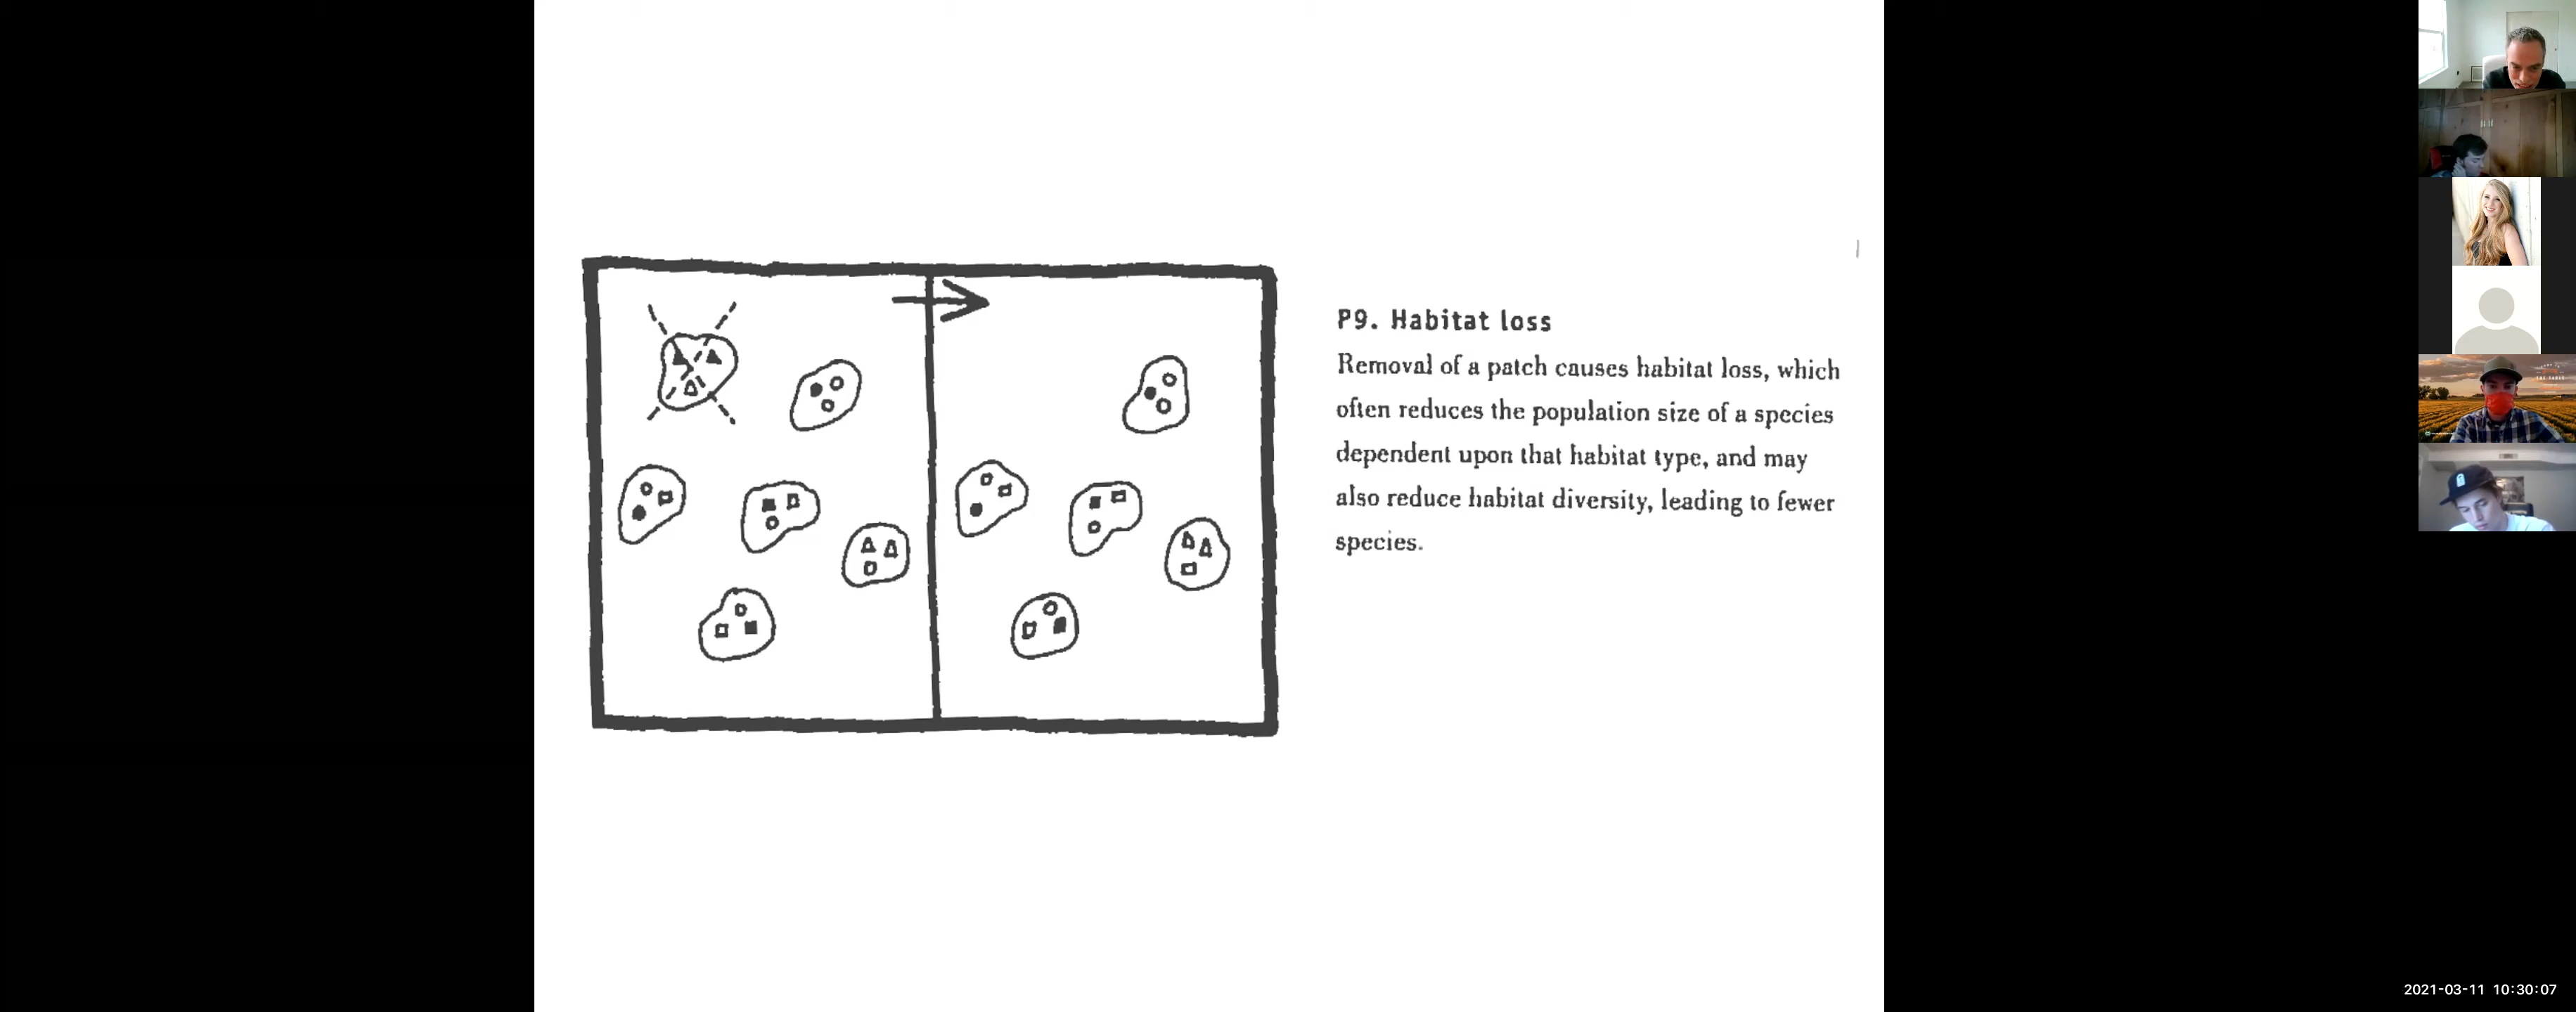 P9. Habitat loss
Removal of a patch causes habitat loss, which
often reduces the population size of a species
dependent upon that habitat type, and may
also reduce habitat diversity, leading to fewer
species.
2021-03-11 10:30:07